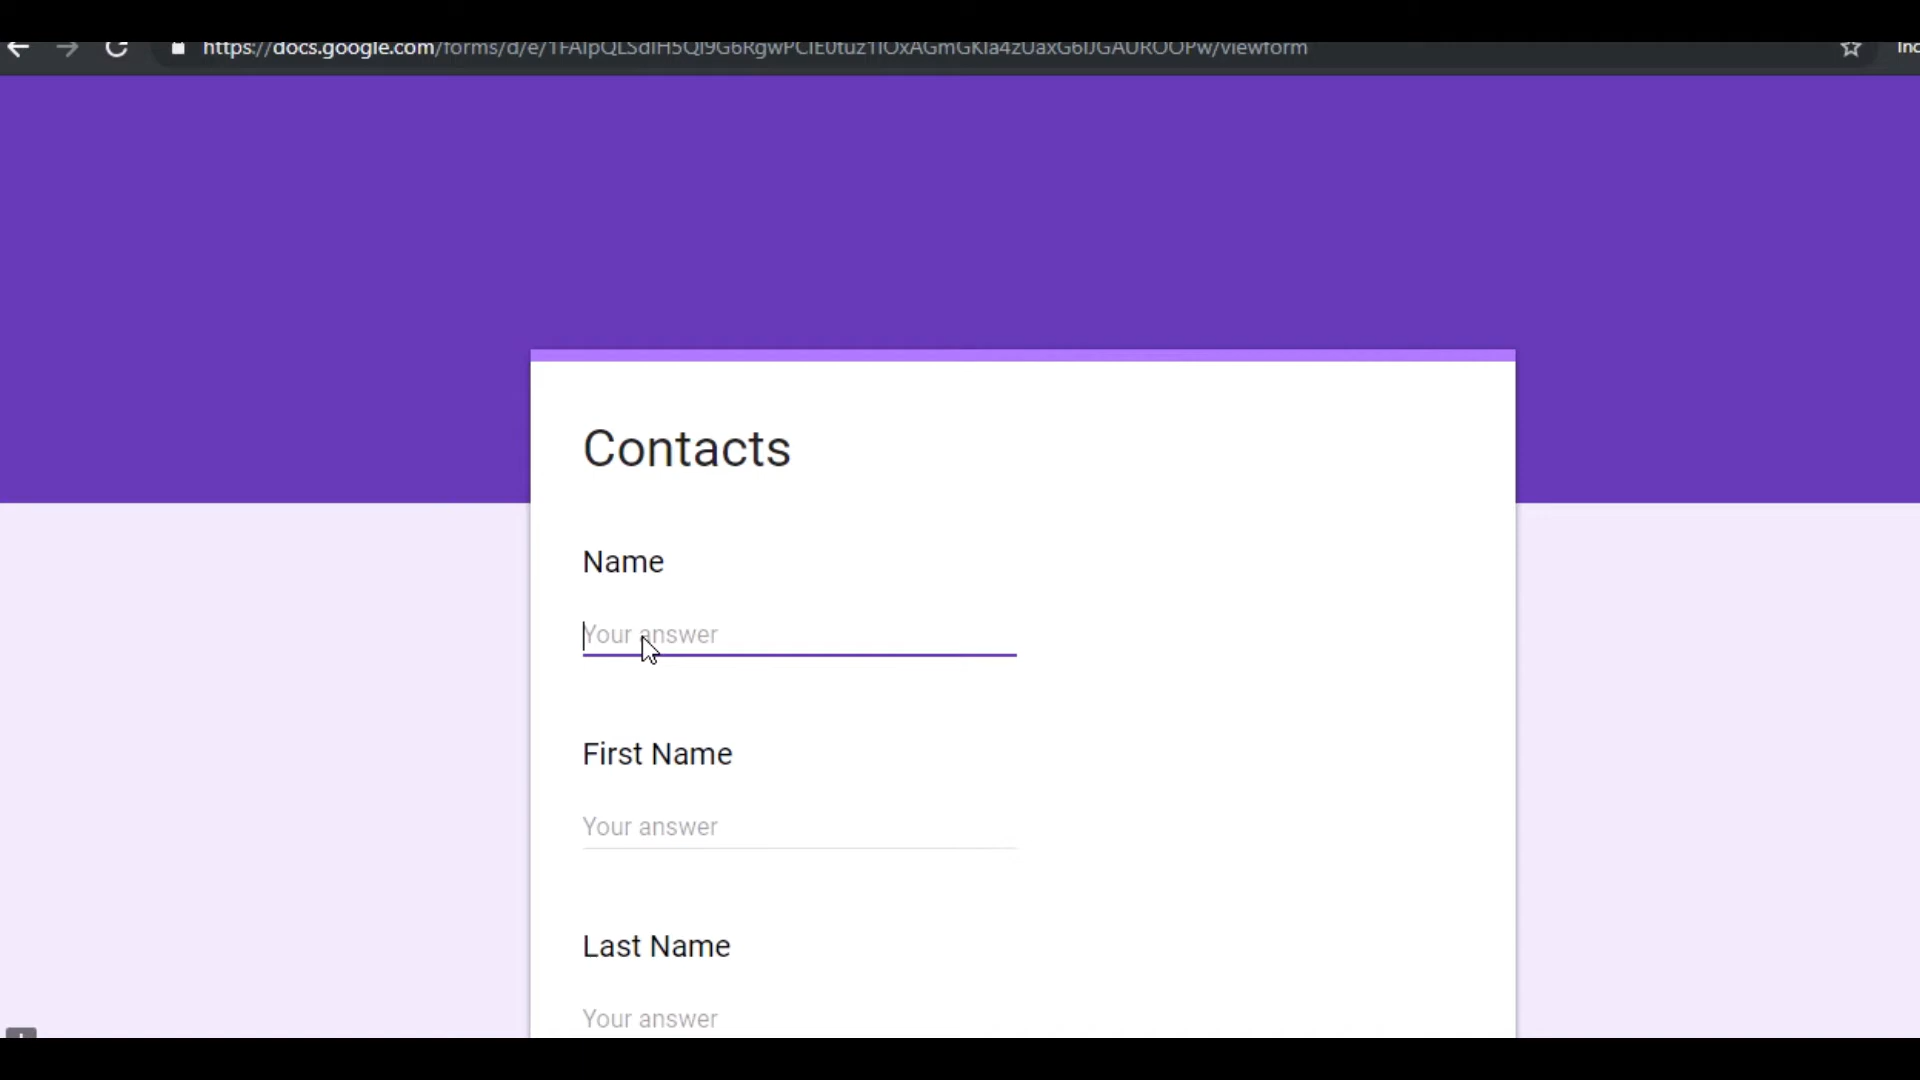 https://docs.google.com/forms/d/e/
/viewform
Contacts
Name
Your answer
First Name
Your answer
Last Name
Your answer